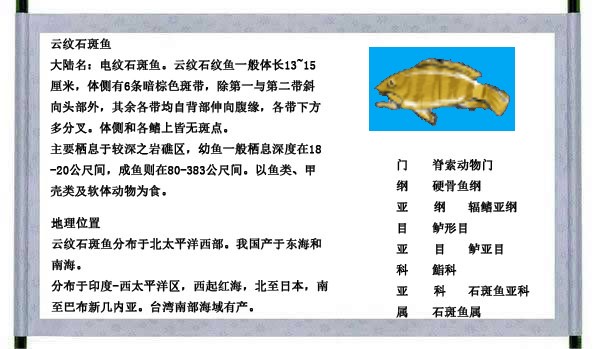 云纹石斑鱼
大陆名：电纹石斑鱼。云纹石纹鱼一般体长13~15
厘米，体侧有6条暗棕色斑带，除第一与第二带斜
向头部外，其余各带均自背部伸向腹缘，各带下方
多分叉。体侧和各鳍上皆无斑点。
主要栖息于较深之岩礁区，幼鱼一般栖息深度在18
-20公尺间，成鱼则在80-383公尺间。以鱼类、甲
壳类及软体动物为食。
地理位置
云纹石斑鱼分布于北太平洋西部。我国产于东海和
南海。
分布于印度-西太平洋区，西起红海，北至日本，南
至巴布新几内亚。台湾南部海域有产。
门 脊索动物门
纲 硬骨鱼纲
亚 纲 辐鳍亚纲
目 鲈形目
亚 目 鲈亚目
科 鮨科
亚 科 石斑鱼亚科
属 石斑鱼属